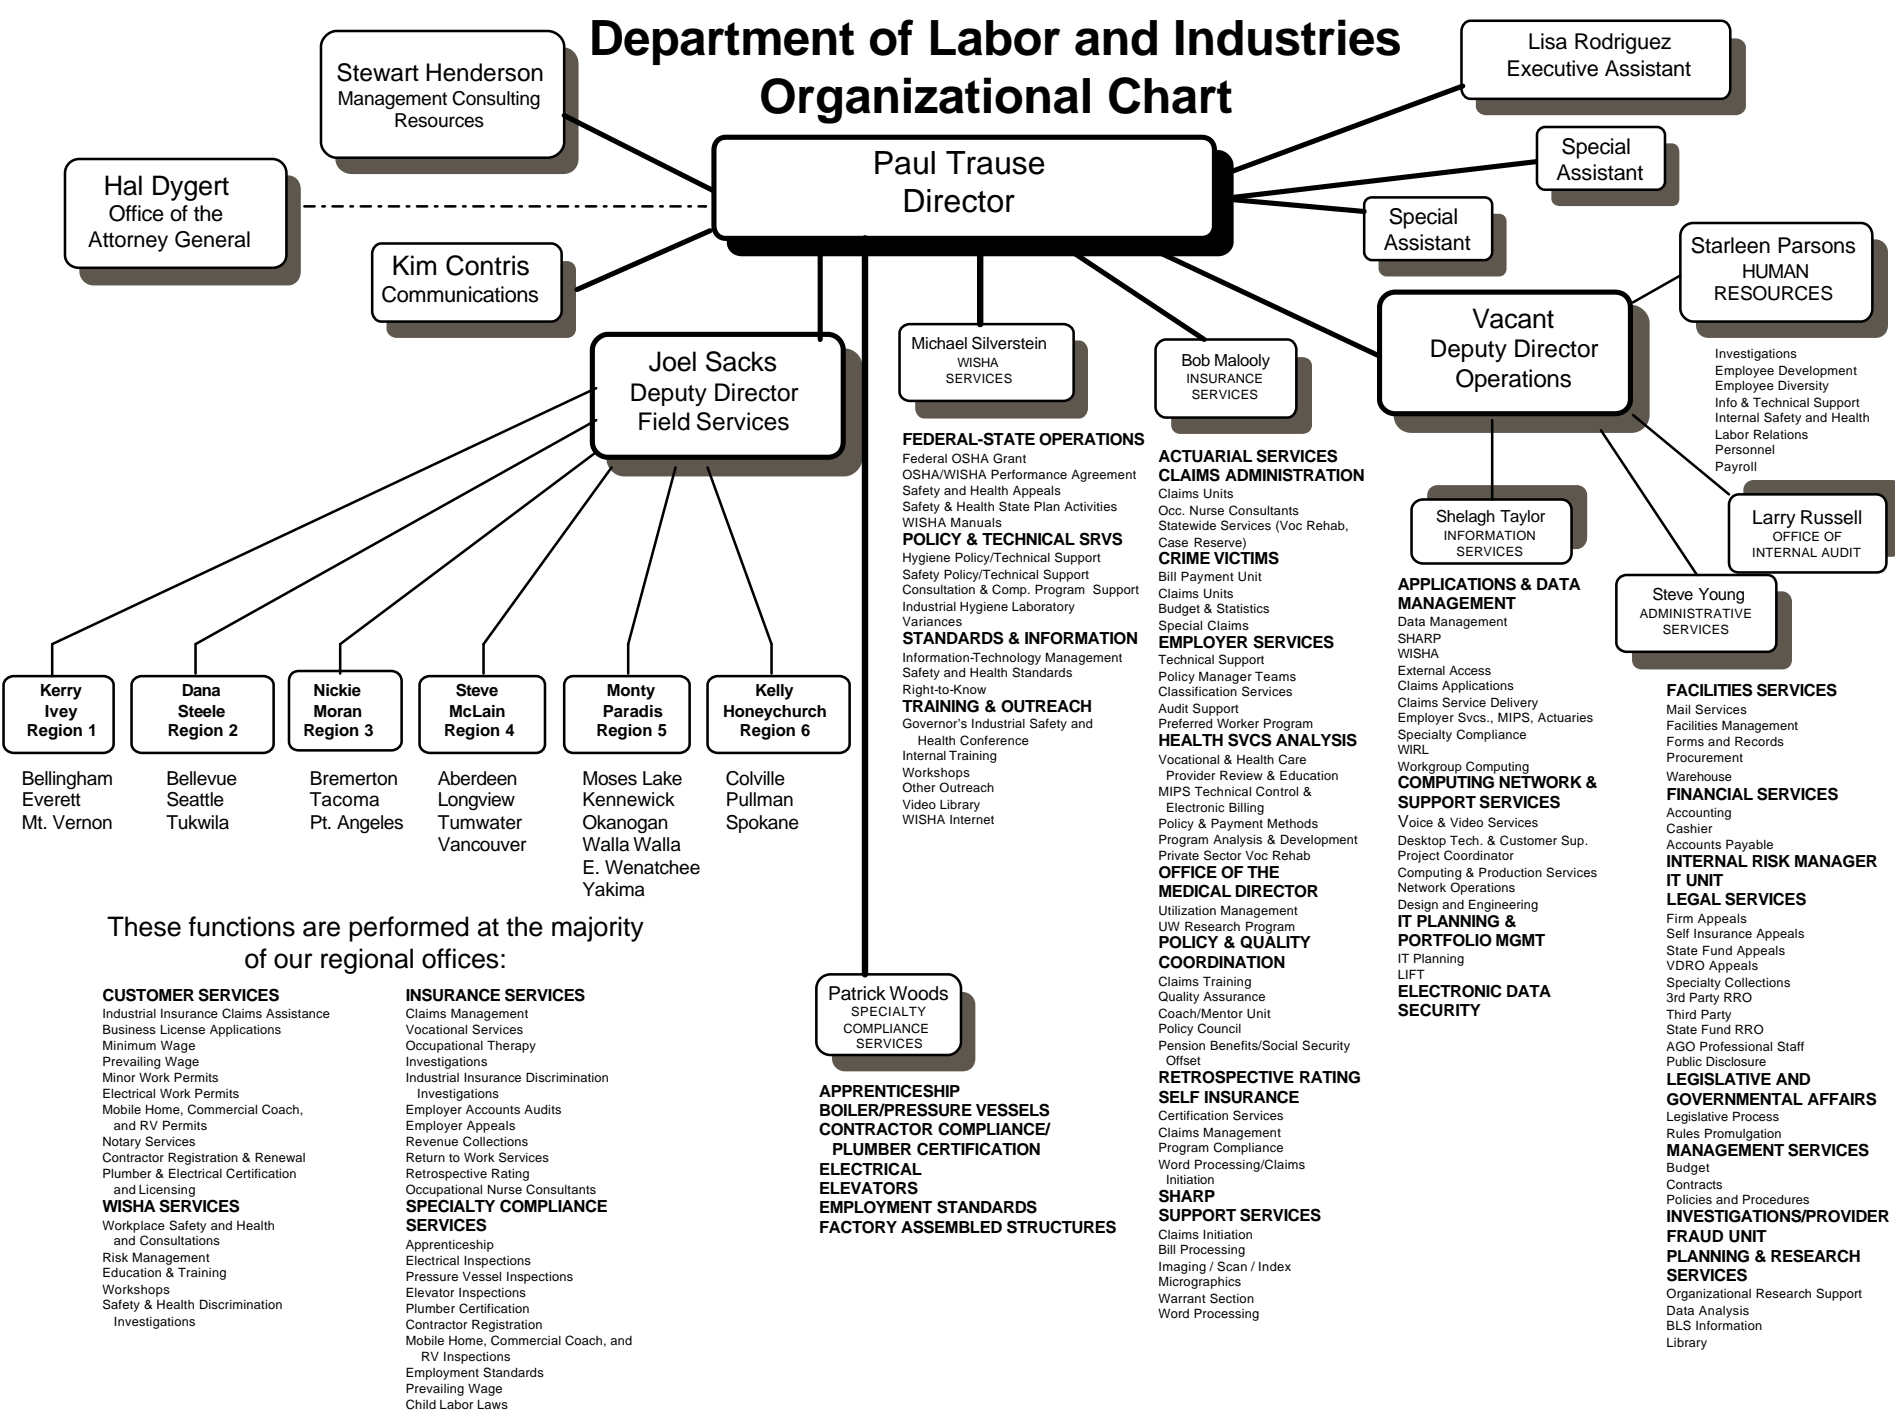 Department of Labor and Industries
Organizational Chart
Stewart Henderson
Management Consulting
Resources
Lisa Rodriguez
Executive Assistant
Paul Trause
Director
Special
Assistant
Special
Assistant
Hal Dygert
Office of the
Attorney General
Kim Contris
Communications
Starleen Parsons
HUMAN
RESOURCES
Investigations
Employee Development
Employee Diversity
Info & Technical Support
Internal Safety and Health
Labor Relations
Personnel
Payroll
Joel Sacks
Deputy Director
Field Services
Michael Silverstein
WISHA
SERVICES
Bob Malooly
INSURANCE
SERVICES
Vacant
Deputy Director
Operations
Shelagh Taylor
INFORMATION
SERVICES
Larry Russell
OFFICE OF
INTERNAL AUDIT
Steve Young
ADMINISTRATIVE
SERVICES
Kerry
Ivey
Region 1
Bellingham
Everett
Mt. Vernon
Dana
Steele
Region 2
Bellevue
Seattle
Tukwila
Nickie
Moran
Region 3
Bremerton
Tacoma
Pt. Angeles
Steve
McLain
Region 4
Aberdeen
Longview
Tumwater
Vancouver
Monty
Paradis
Region 5
Moses Lake
Kennewick
Okanogan
Walla Walla
E. Wenatchee
Yakima
Kelly
Honeychurch
Region 6
Colville
Pullman
Spokane
These functions are performed at the majority
of our regional offices:
CUSTOMER SERVICES
Industrial Insurance Claims Assistance
Business License Applications
Minimum Wage
Prevailing Wage
Minor Work Permits
Electrical Work Permits
Mobile Home, Commercial Coach,
and RV Permits
Notary Services
Contractor Registration & Renewal
Plumber & Electrical Certification
and Licensing
WISHA SERVICES
Workplace Safety and Health
and Consultations
Risk Management
Education & Training
Workshops
Safety & Health Discrimination
Investigations
INSURANCE SERVICES
Claims Management
Vocational Services
Occupational Therapy
Investigations
Industrial Insurance Discrimination
Investigations
Employer Accounts Audits
Employer Appeals
Revenue Collections
Return to Work Services
Retrospective Rating
Occupational Nurse Consultants
SPECIALTY COMPLIANCE
SERVICES
Apprenticeship
Electrical Inspections
Pressure Vessel Inspections
Elevator Inspections
Plumber Certification
Contractor Registration
Mobile Home, Commercial Coach, and
RV Inspections
Employment Standards
Prevailing Wage
Child Labor Laws
Patrick Woods
SPECIALTY
COMPLIANCE
SERVICES
APPRENTICESHIP
BOILER/PRESSURE VESSELS
CONTRACTOR COMPLIANCE/
PLUMBER CERTIFICATION
ELECTRICAL
ELEVATORS
EMPLOYMENT STANDARDS
FACTORY ASSEMBLED STRUCTURES
FEDERAL-STATE OPERATIONS
Federal OSHA Grant
OSHA/WISHA Performance Agreement
Safety and Health Appeals
Safety & Health State Plan Activities
WISHA Manuals
POLICY & TECHNICAL SRVS
Hygiene Policy/Technical Support
Safety Policy/Technical Support
Consultation & Comp. Program Support
Industrial Hygiene Laboratory
Variances
STANDARDS & INFORMATION
Information-Technology Management
Safety and Health Standards
Right-to-Know
TRAINING & OUTREACH
Governor's Industrial Safety and
Health Conference
Internal Training
Workshops
Other Outreach
Video Library
WISHA Internet
ACTUARIAL SERVICES
CLAIMS ADMINISTRATION
Claims Units
Occ. Nurse Consultants
Statewide Services (Voc Rehab,
Case Reserve)
CRIME VICTIMS
Bill Payment Unit
Claims Units
Budget & Statistics
Special Claims
EMPLOYER SERVICES
Technical Support
Policy Manager Teams
Classification Services
Audit Support
Preferred Worker Program
HEALTH SVCS ANALYSIS
Vocational & Health Care
Provider Review & Education
MIPS Technical Control &
Electronic Billing
Policy & Payment Methods
Program Analysis & Development
Private Sector Voc Rehab
OFFICE OF THE
MEDICAL DIRECTOR
Utilization Management
UW Research Program
POLICY & QUALITY
COORDINATION
Claims Training
Quality Assurance
Coach/Mentor Unit
Policy Council
Pension Benefits/Social Security
Offset
RETROSPECTIVE RATING
SELF INSURANCE
Certification Services
Claims Management
Program Compliance
Word Processing/Claims
Initiation
SHARP
SUPPORT SERVICES
Claims Initiation
Bill Processing
Imaging / Scan / Index
Micrographics
Warrant Section
Word Processing
APPLICATIONS & DATA
MANAGEMENT
Data Management
SHARP
WISHA
External Access
Claims Applications
Claims Service Delivery
Employer Svcs., MIPS, Actuaries
Specialty Compliance
WIRL
Workgroup Computing
COMPUTING NETWORK &
SUPPORT SERVICES
Voice & Video Services
Desktop Tech. & Customer Sup.
Project Coordinator
Computing & Production Services
Network Operations
Design and Engineering
IT PLANNING &
PORTFOLIO MGMT
IT Planning
LIFT
ELECTRONIC DATA
SECURITY
FACILITIES SERVICES
Mail Services
Facilities Management
Forms and Records
Procurement
Warehouse
FINANCIAL SERVICES
Accounting
Cashier
Accounts Payable
INTERNAL RISK MANAGER
IT UNIT
LEGAL SERVICES
Firm Appeals
Self Insurance Appeals
State Fund Appeals
VDRO Appeals
Specialty Collections
3rd Party RRO
Third Party
State Fund RRO
AGO Professional Staff
Public Disclosure
LEGISLATIVE AND
GOVERNMENTAL AFFAIRS
Legislative Process
Rules Promulgation
MANAGEMENT SERVICES
Budget
Contracts
Policies and Procedures
INVESTIGATIONS/PROVIDER
FRAUD UNIT
PLANNING & RESEARCH
SERVICES
Organizational Research Support
Data Analysis
BLS Information
Library